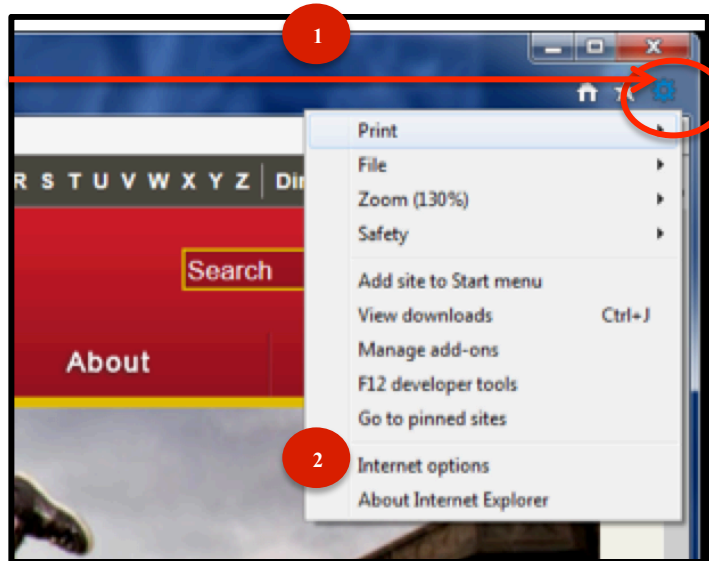 1
Print
File
R S T U V W X Y Z Dir
Zoom (130%)
Safety
Search
Add site to Start menu
View downloads Ctrl+J
Manage add-ons
About
F12 developer tools
Go to pinned sites
2
Internet options
About Internet Explorer